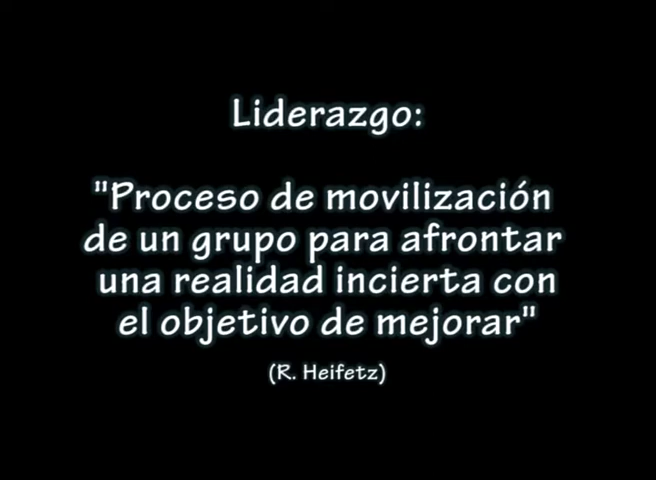 Liderazgo:
"Proceso de movilización
de un grupo para afrontar
una realidad incierta con
el objetivo de mejorar"
(R. Heifetz)